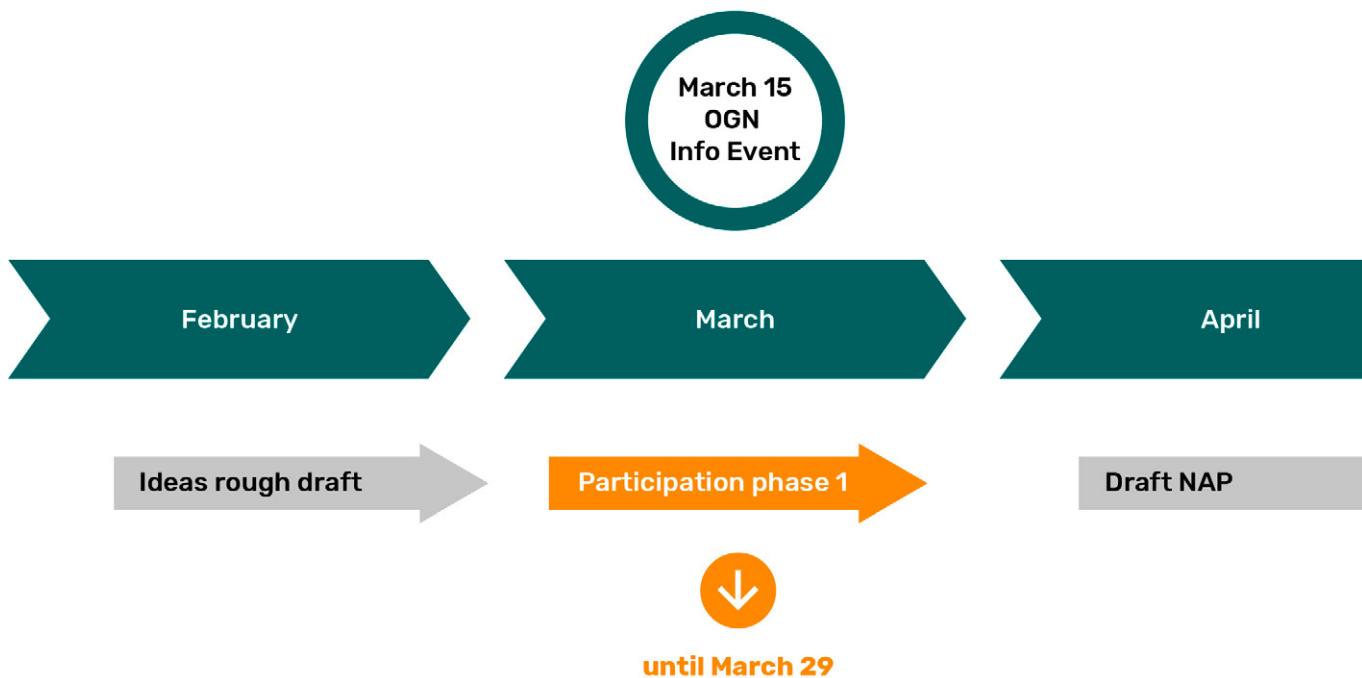 March 15
OGN
Info Event
February
March
April
Ideas rough draft
Participation phase 1
Draft NAP
until March 29